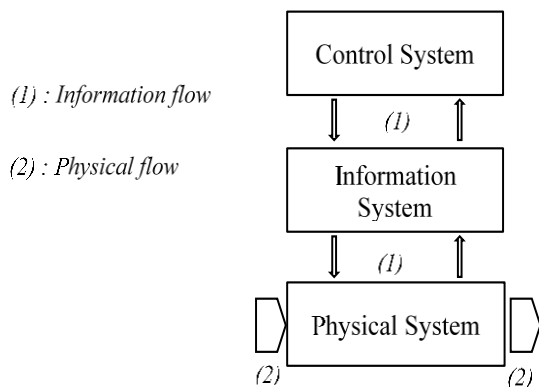 Control System
(1) : Information flow
(1)
(2) : Physical flow
Information
System
(1)
Physical System
(2)
(2)